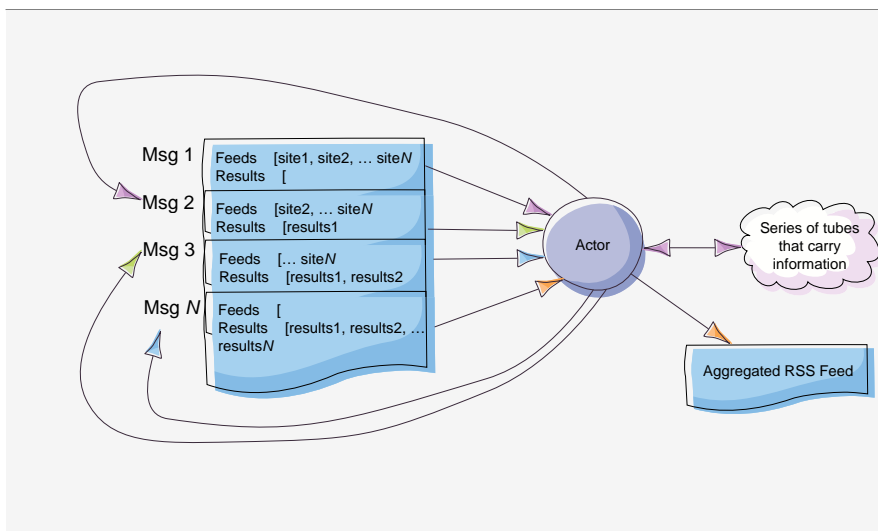 Msg 1
Feeds [site1, site2, … siteN
Results [
Msg 2
Feeds [site2, … siteN
Results [results1
Msg 3
Feeds [… siteN
Results [results1, results2
Msg N
Feeds [
Results [results1, results2, …
resultsN
Actor
Series of tubes
that carry
information
Aggregated RSS Feed